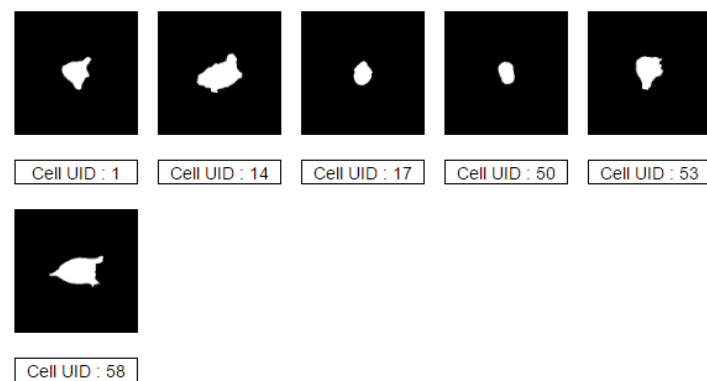 Cell UID : 1
Cell UID : 14
Cell UID : 17
Cell UID : 50
Cell UID : 53
Cell UID : 58